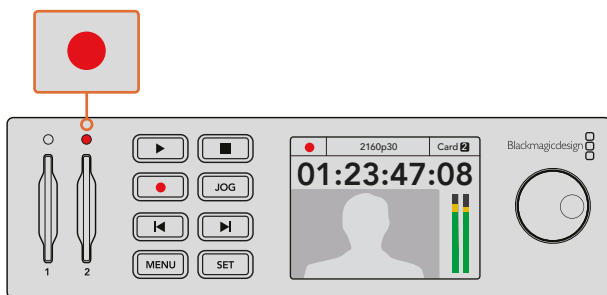 2160p30 Card 2
Blackmagicdesign
01:23:47:08
JOG
MENU SET
1 2